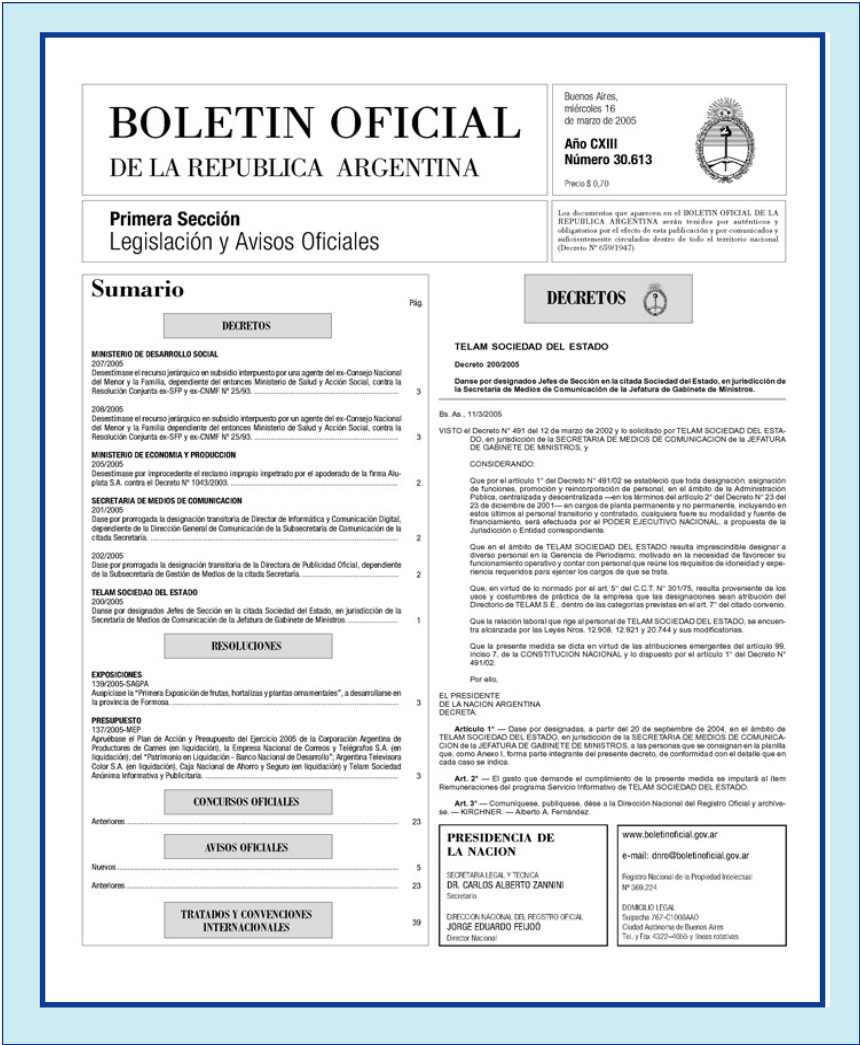 BOLETIN OFICIAL
DE LA REPUBLICA ARGENTINA
Buenos Aires,
miércoles 16
de marzo de 2005
Año CXIII
Número 30.613
Precio $ 0,70
Primera Sección
Legislación y Avisos Oficiales
Los documentos que aparecen en el BOLETIN OFICIAL DE LA
REPUBLICA ARGENTINA serán tenidos por auténticos y
obligatorios por el efecto de esta publicación y por comunicados y
suficientemente circulados dentro de todo el territorio nacional
(Decreto Nº 659/1947)
Sumario
Pág.
DECRETOS
MINISTERIO DE DESARROLLO SOCIAL
207/2005
Desestímase el recurso jerárquico en subsidio interpuesto por una agente del ex-Consejo Nacional
del Menor y la Familia, dependiente del entonces Ministerio de Salud y Acción Social, contra la
Resolución Conjunta ex-SFP y ex-CNMF Nº 25/93. 3
208/2005
Desestímase el recurso jerárquico en subsidio interpuesto por un agente del ex-Consejo Nacional
del Menor y la Familia, dependiente del entonces Ministerio de Salud y Acción Social, contra la
Resolución Conjunta ex-SFP y ex-CNMF Nº 25/93. 3
MINISTERIO DE ECONOMIA Y PRODUCCION
205/2005
Desestímase por improcedente el reclamo impropio impetrado por el apoderado de la firma Alu-
plata S.A. contra el Decreto Nº 1043/2003. 2
SECRETARIA DE MEDIOS DE COMUNICACION
201/2005
Dase por prorrogada la designación transitoria de Director de Informática y Comunicación Digital,
dependiente de la Dirección General de Comunicación de la Subsecretaría de Comunicación de la
citada Secretaría. 2
202/2005
Dase por prorrogada la designación transitoria de la Directora de Publicidad Oficial, dependiente
de la Subsecretaría de Gestión de Medios de la citada Secretaría. 2
TELAM SOCIEDAD DEL ESTADO
200/2005
Danse por designados Jefes de Sección en la citada Sociedad del Estado, en jurisdicción de la
Secretaría de Medios de Comunicación de la Jefatura de Gabinete de Ministros. 1
RESOLUCIONES
EXPOSICIONES
139/2005-SAGPA
Auspíciase la “Primera Exposición de frutas, hortalizas y plantas ornamentales”, a desarrollarse en
la provincia de Formosa. 3
PRESUPUESTO
137/2005-MEP
Apruébase el Plan de Acción y Presupuesto del Ejercicio 2005 de la Corporación Argentina de
Productores de Carnes (en liquidación), la Empresa Nacional de Correos y Telégrafos S.A. (en
liquidación); del “Patrimonio en Liquidación - Banco Nacional de Desarrollo”; Argentina Televisora
Color S.A. (en liquidación), Caja Nacional de Ahorro y Seguro (en liquidación) y Telam Sociedad
Anónima Informativa y Publicitaria. 3
CONCURSOS OFICIALES
Anteriores 23
AVISOS OFICIALES
Nuevos 5
Anteriores 23
TRATADOS Y CONVENCIONES
INTERNACIONALES 39
DECRETOS
TELAM SOCIEDAD DEL ESTADO
Decreto 200/2005
Danse por designados Jefes de Sección en la citada Sociedad del Estado, en jurisdicción de
la Secretaría de Medios de Comunicación de la Jefatura de Gabinete de Ministros.
Bs. As., 11/3/2005
VISTO el Decreto N° 491 del 12 de marzo de 2002 y lo solicitado por TELAM SOCIEDAD DEL ESTA-
DO, en jurisdicción de la SECRETARIA DE MEDIOS DE COMUNICACION de la JEFATURA
DE GABINETE DE MINISTROS, y
CONSIDERANDO:
Que por el artículo 1° del Decreto N° 491/02 se estableció que toda designación, asignación
de funciones, promoción y reincorporación de personal, en el ámbito de la Administración
Pública, centralizada y descentralizada —en los términos del artículo 2° del Decreto N° 23 del
23 de diciembre de 2001— en cargos de planta permanente y no permanente, incluyendo en
estos últimos al personal transitorio y contratado, cualquiera fuere su modalidad y fuente de
financiamiento, será efectuada por el PODER EJECUTIVO NACIONAL, a propuesta de la
Jurisdicción o Entidad correspondiente.
Que en el ámbito de TELAM SOCIEDAD DEL ESTADO resulta imprescindible designar a
diverso personal en la Gerencia de Periodismo, motivado en la necesidad de favorecer su
funcionamiento operativo y contar con personal que reúne los requisitos de idoneidad y expe-
riencia requeridos para ejercer los cargos de que se trata.
Que, en virtud de lo normado por el art. 5° del C.C.T. N° 301/75, resulta proveniente de los
usos y costumbres de práctica de la empresa que las designaciones sean atribución del
Directorio de TELAM S.E., dentro de las categorías previstas en el art. 7° del citado convenio.
Que la relación laboral que rige al personal de TELAM SOCIEDAD DEL ESTADO, se encuen-
tra alcanzada por las Leyes Nros. 12.908, 12.921 y 20.744 y sus modificatorias.
Que la presente medida se dicta en virtud de las atribuciones emergentes del artículo 99,
inciso 7, de la CONSTITUCION NACIONAL y lo dispuesto por el artículo 1° del Decreto N°
491/02.
Por ello,
EL PRESIDENTE
DE LA NACION ARGENTINA
DECRETA:
Artículo 1° — Dase por designadas, a partir del 20 de septiembre de 2004, en el ámbito de
TELAM SOCIEDAD DEL ESTADO, en jurisdicción de la SECRETARIA DE MEDIOS DE COMUNICA-
CION de la JEFATURA DE GABINETE DE MINISTROS, a las personas que se consignan en la planilla
que, como Anexo I, forma parte integrante del presente decreto, de conformidad con el detalle que en
cada caso se indica.
Art. 2° — El gasto que demande el cumplimiento de la presente medida se imputará al Item
Remuneraciones del programa Servicio Informativo de TELAM SOCIEDAD DEL ESTADO.
Art. 3° — Comuníquese, publíquese, dése a la Dirección Nacional del Registro Oficial y archíve-
se. — KIRCHNER. — Alberto A. Fernández.
PRESIDENCIA DE
LA NACION
SECRETARIA LEGAL Y TECNICA
DR. CARLOS ALBERTO ZANNINI
Secretario
DIRECCION NACIONAL DEL REGISTRO OFICIAL
JORGE EDUARDO FEIJOÓ
Director Nacional
www.boletinoficial.gov.ar
e-mail: dnro@boletinoficial.gov.ar
Registro Nacional de la Propiedad Intelectual
Nº 369.224
DOMICILIO LEGAL
Suipacha 767-C1008AAO
Ciudad Autónoma de Buenos Aires
Tel. y Fax 4322-4055 y líneas rotativas